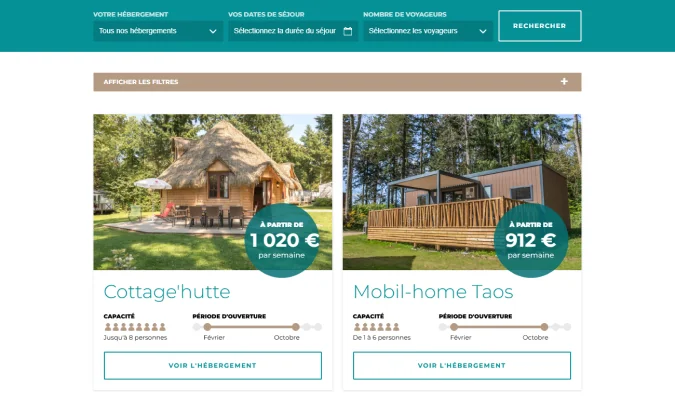 VOTRE HÉBERGEMENT
VOS DATES DE SÉJOUR
NOMBRE DE VOYAGEURS
Tous nos hébergements
Sélectionnez la durée du séjour
Sélectionnez les voyageurs
RECHERCHER
AFFICHER LES FILTRES
+
À PARTIR DE
1 020 €
par semaine
Cottage'hutte
CAPACITÉ
PÉRIODE D'OUVERTURE
Jusqu'à 8 personnes
Février
Octobre
VOIR L'HÉBERGEMENT
À PARTIR DE
912 €
par semaine
Mobil-home Taos
CAPACITÉ
PÉRIODE D'OUVERTURE
De 1 à 6 personnes
Février
Octobre
VOIR L'HÉBERGEMENT